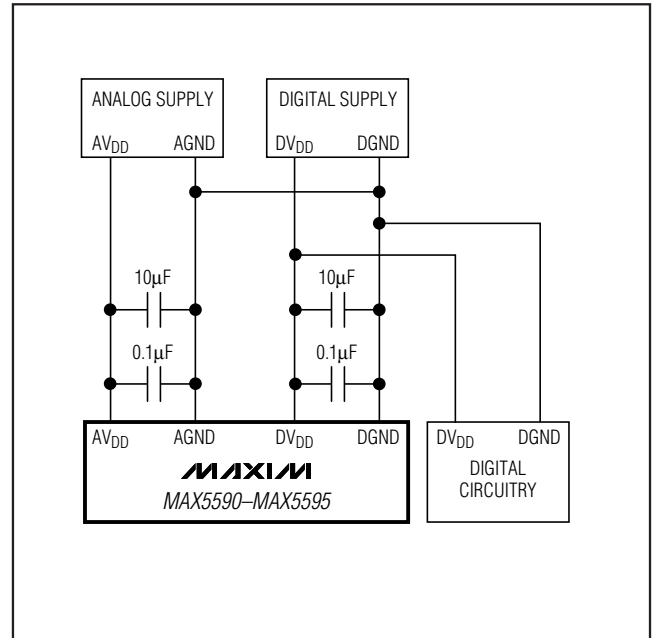 ANALOG SUPPLY
DIGITAL SUPPLY
AVDD AGND
DVDD DGND
10μF
10μF
0.1μF
0.1μF
AVDD AGND DVDD DGND
MAXIM
MAX5590–MAX5595
DVDD DGND
DIGITAL
CIRCUITRY